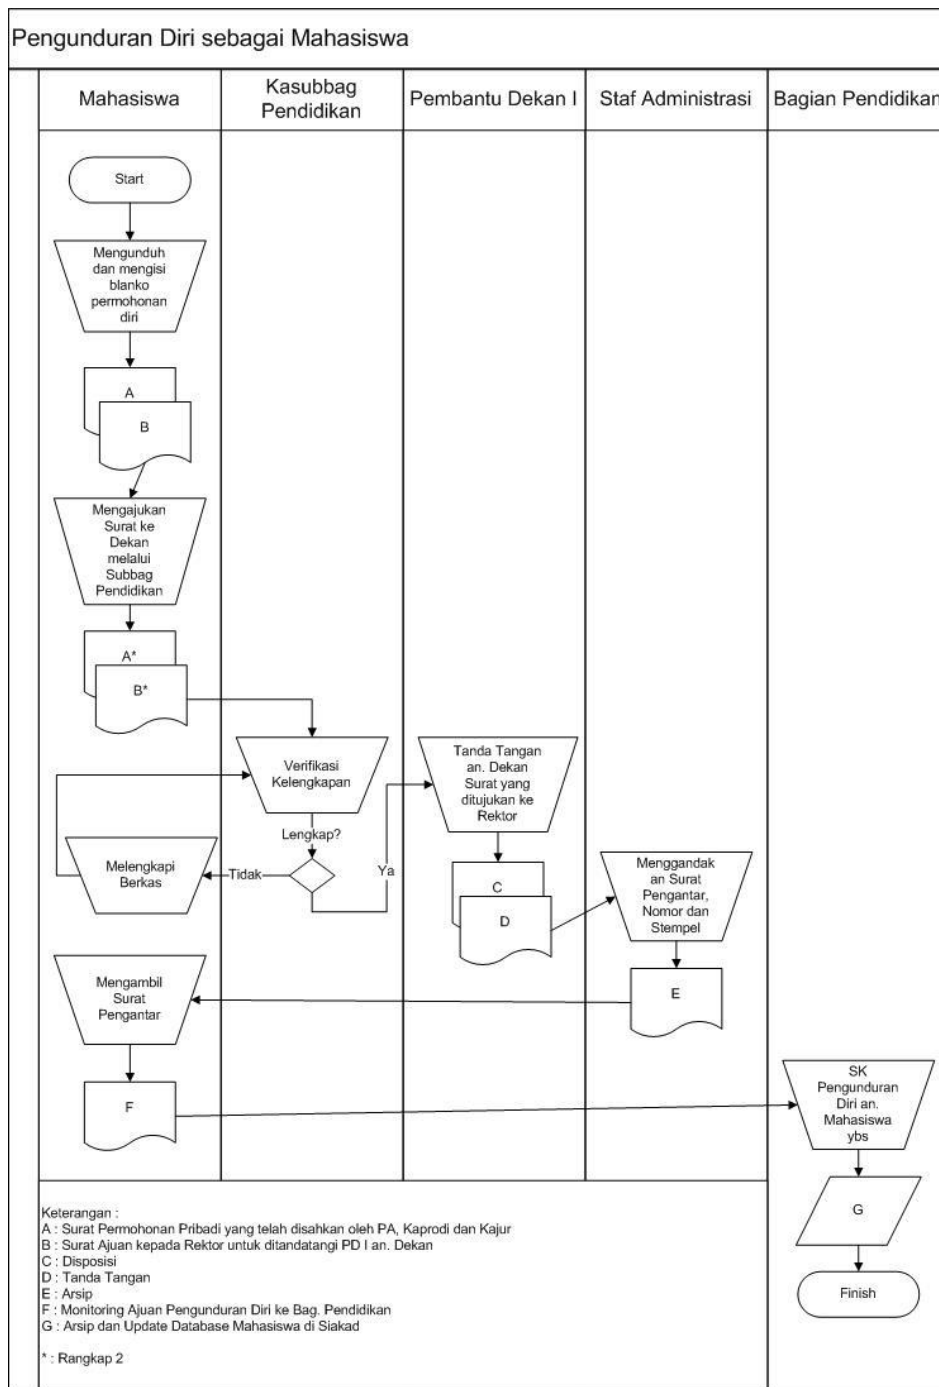 Pengunduran Diri sebagai Mahasiswa
Mahasiswa
Kasubbag
Pendidikan
Pembantu Dekan I
Staf Administrasi
Bagian Pendidikan
Start
Mengunduh
dan mengisi
blanko
permohonan
diri
A
B
Mengajukan
Surat ke
Dekan
melalui
Subbag
Pendidikan
A*
B*
Verifikasi
Kelengkapan
Lengkap?
Tidak
Ya
Melengkapi
Berkas
Tanda Tangan
an. Dekan
Surat yang
ditujukan ke
Rektor
C
D
Menggandak
an Surat
Pengantar,
Nomor dan
Stempel
E
Mengambil
Surat
Pengantar
F
SK
Pengunduran
Diri an.
Mahasiswa
ybs
G
Finish
Keterangan :
A : Surat Permohonan Pribadi yang telah disahkan oleh PA, Kaprodi dan Kajur
B : Surat Ajuan kepada Rektor untuk ditandatangi PD I an. Dekan
C : Disposisi
D : Tanda Tangan
E : Arsip
F : Monitoring Ajuan Pengunduran Diri ke Bag. Pendidikan
G : Arsip dan Update Database Mahasiswa di Siakad
* : Rangkap 2